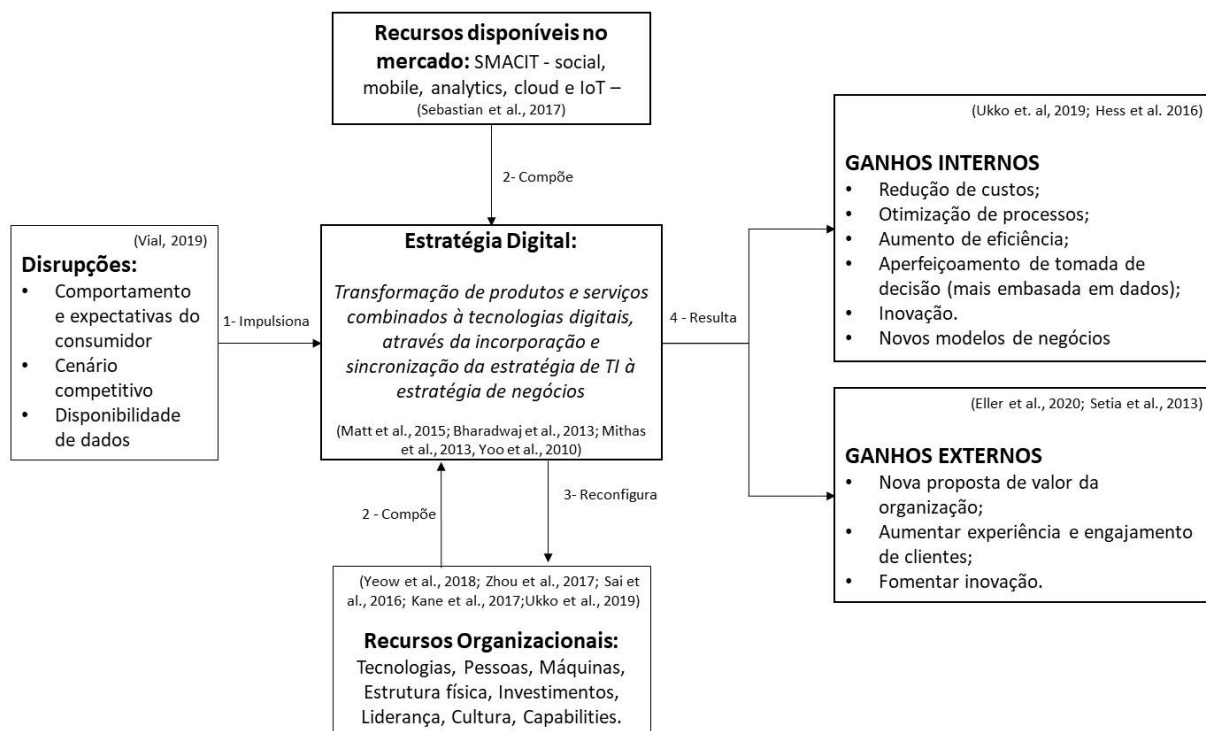 Recursos disponíveis no
mercado: SMACIT - social,
mobile, analytics, cloud e IoT –
(Sebastian et al., 2017)
2- Compõe
(Vial, 2019)
Disrupções:
• Comportamento
e expectativas do
consumidor
• Cenário
competitivo
• Disponibilidade
de dados
1- Impulsiona
Estratégia Digital:
Transformação de produtos e serviços
combinados à tecnologias digitais,
através da incorporação e
sincronização da estratégia de TI à
estratégia de negócios
(Matt et al., 2015; Bharadwaj et al., 2013; Mithas
et al., 2013, Yoo et al., 2010)
4 - Resulta
(Ukko et. al, 2019; Hess et al. 2016)
GANHOS INTERNOS
• Redução de custos;
• Otimização de processos;
• Aumento de eficiência;
• Aperfeiçoamento de tomada de
decisão (mais embasada em dados);
• Inovação.
• Novos modelos de negócios
(Eller et al., 2020; Setia et al., 2013)
GANHOS EXTERNOS
• Nova proposta de valor da
organização;
• Aumentar experiência e engajamento
de clientes;
• Fomentar inovação.
2 - Compõe
3- Reconfigura
(Yeow et al., 2018; Zhou et al., 2017; Sai et
al., 2016; Kane et al., 2017;Ukko et al., 2019)
Recursos Organizacionais:
Tecnologias, Pessoas, Máquinas,
Estrutura física, Investimentos,
Liderança, Cultura, Capabilities.